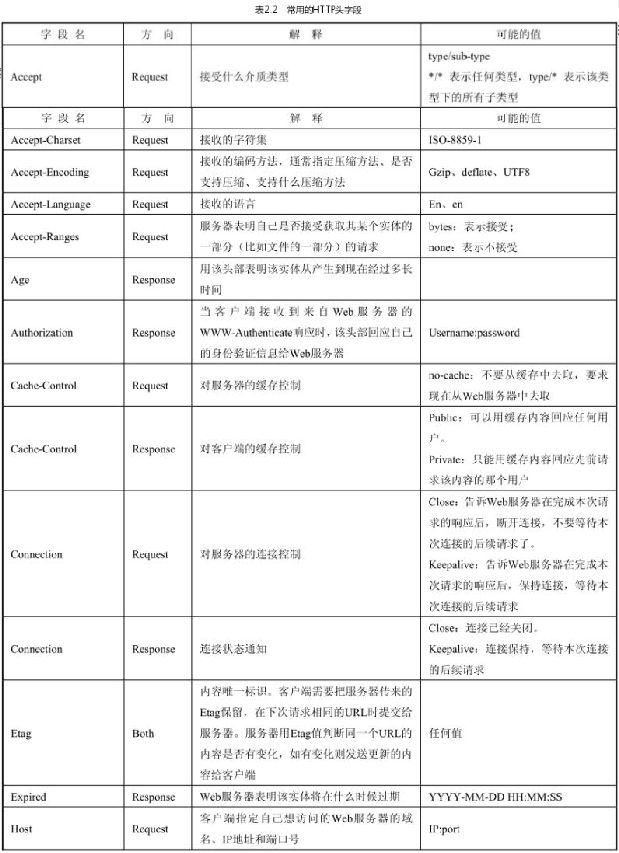 表2.2 常用的HTTP头字段
字 段 名 方 向 解 释 可能的值
Accept Request 接受什么介质类型 type/sub-type
*/* 表示任何类型，type/* 表示该类
型下的所有子类型
字 段 名 方 向 解 释 可能的值
Accept-Charset Request 接收的字符集 ISO-8859-1
Accept-Encoding Request 接收的编码方法，通常指定压缩方法、是否
支持压缩、支持什么压缩方法 Gzip、deflate、UTF8
Accept-Language Request 接收的语言 En、cn
Accept-Ranges Request 服务器表明自己是否接受获取其某个实体的
一部分（比如文件的一部分）的请求 bytes：表示接受；
none：表示不接受
Age Response 用该头部表明该实体从产生到现在经过多长
时间
Authorization Response 当客户端接收到来自Web服务器的
WWW-Authenticate响应时，该头部回应自己
的身份验证信息给Web服务器 Username:password
Cache-Control Request 对服务器的缓存控制 no-cache：不要从缓存中去取，要求
现在从Web服务器中去取
Cache-Control Response 对客户端的缓存控制 Public：可以用缓存内容回应任何用
户。
Private：只能用缓存内容回应先前请
求该内容的那个用户
Connection Request 对服务器的连接控制 Close：告诉Web服务器在完成本次请
求的响应后，断开连接，不要等待本
次连接的后续请求了。
Keepalive：告诉Web服务器在完成本
次请求的响应后，保持连接，等待本
次连接的后续请求
Connection Response 连接状态通知 Close：连接已经关闭。
Keepalive：连接保持，等待本次连接
的后续请求
Etag Both 内容唯一标识。客户端需要把服务器传来的
Etag保留，在下次请求相同的URL时提交给
服务器。服务器用Etag值判断同一个URL的
内容是否有变化，如有变化则发送更新的内
容给客户端 任何值
Expired Response Web服务器表明该实体将在什么时候过期 YYYY-MM-DD HH:MM:SS
Host Request 客户端指定自己想访问的Web服务器的域
名、IP地址和端口号 IP:port